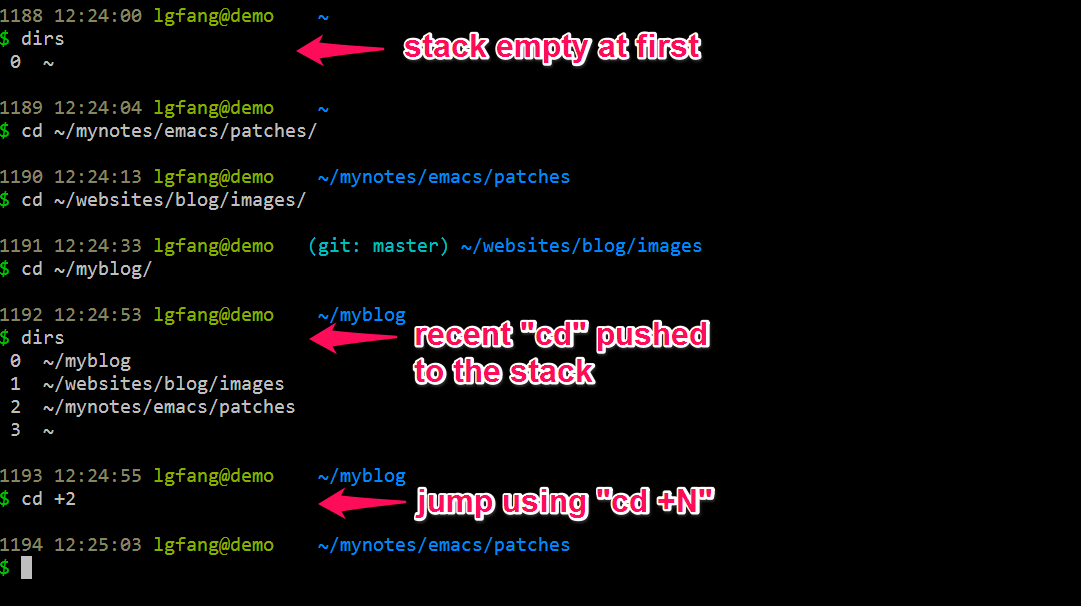 1188 12:24:00 lgfang@demo    ~
$ dirs
 0  ~
stack empty at first
1189 12:24:04 lgfang@demo    ~
$ cd ~/mynotes/emacs/patches/
1190 12:24:13 lgfang@demo    ~/mynotes/emacs/patches
$ cd ~/websites/blog/images/
1191 12:24:33 lgfang@demo   (git: master) ~/websites/blog/images
$ cd ~/myblog/
1192 12:24:53 lgfang@demo    ~/myblog
$ dirs
recent "cd" pushed
to the stack
 0  ~/myblog
 1  ~/websites/blog/images
 2  ~/mynotes/emacs/patches
 3  ~
1193 12:24:55 lgfang@demo    ~/myblog
$ cd +2
jump using "cd +N"
1194 12:25:03 lgfang@demo    ~/mynotes/emacs/patches
$